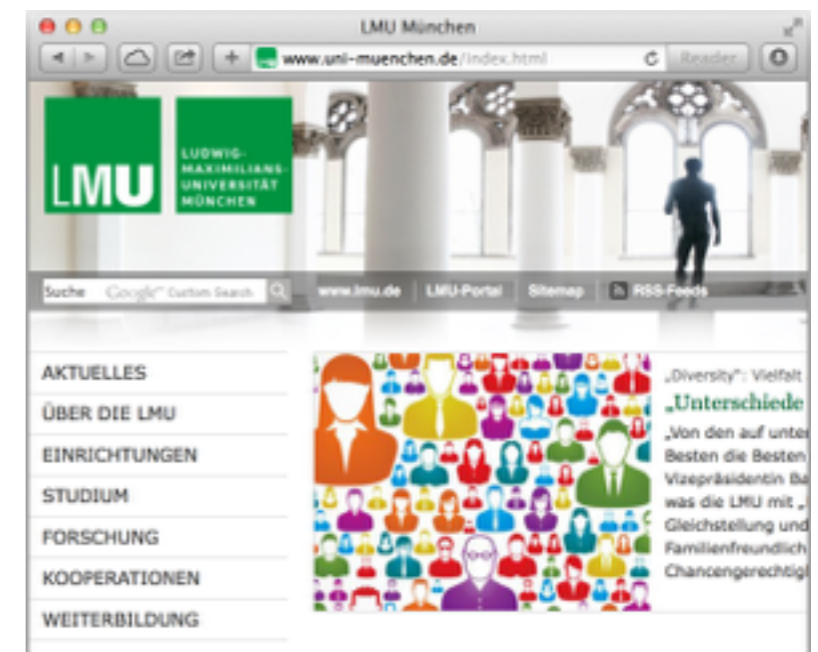 LMU München
www.uni-muenchen.de/index.html
Reader
LMU
LUDWIG-
MAXIMILIANS-
UNIVERSITÄT
MÜNCHEN
Suche Google™ Custom Search www.lmu.de LMU-Portal Sitemap RSS-Feeds
AKTUELLES
ÜBER DIE LMU
EINRICHTUNGEN
STUDIUM
FORSCHUNG
KOOPERATIONEN
WEITERBILDUNG
„Diversity": Vielfalt
„Unterschiede
„Von den auf unter
Besten die Besten
Vizepräsidentin Ba
was die LMU mit „
Gleichstellung und
Familienfreundlich
Chancengerechtigk